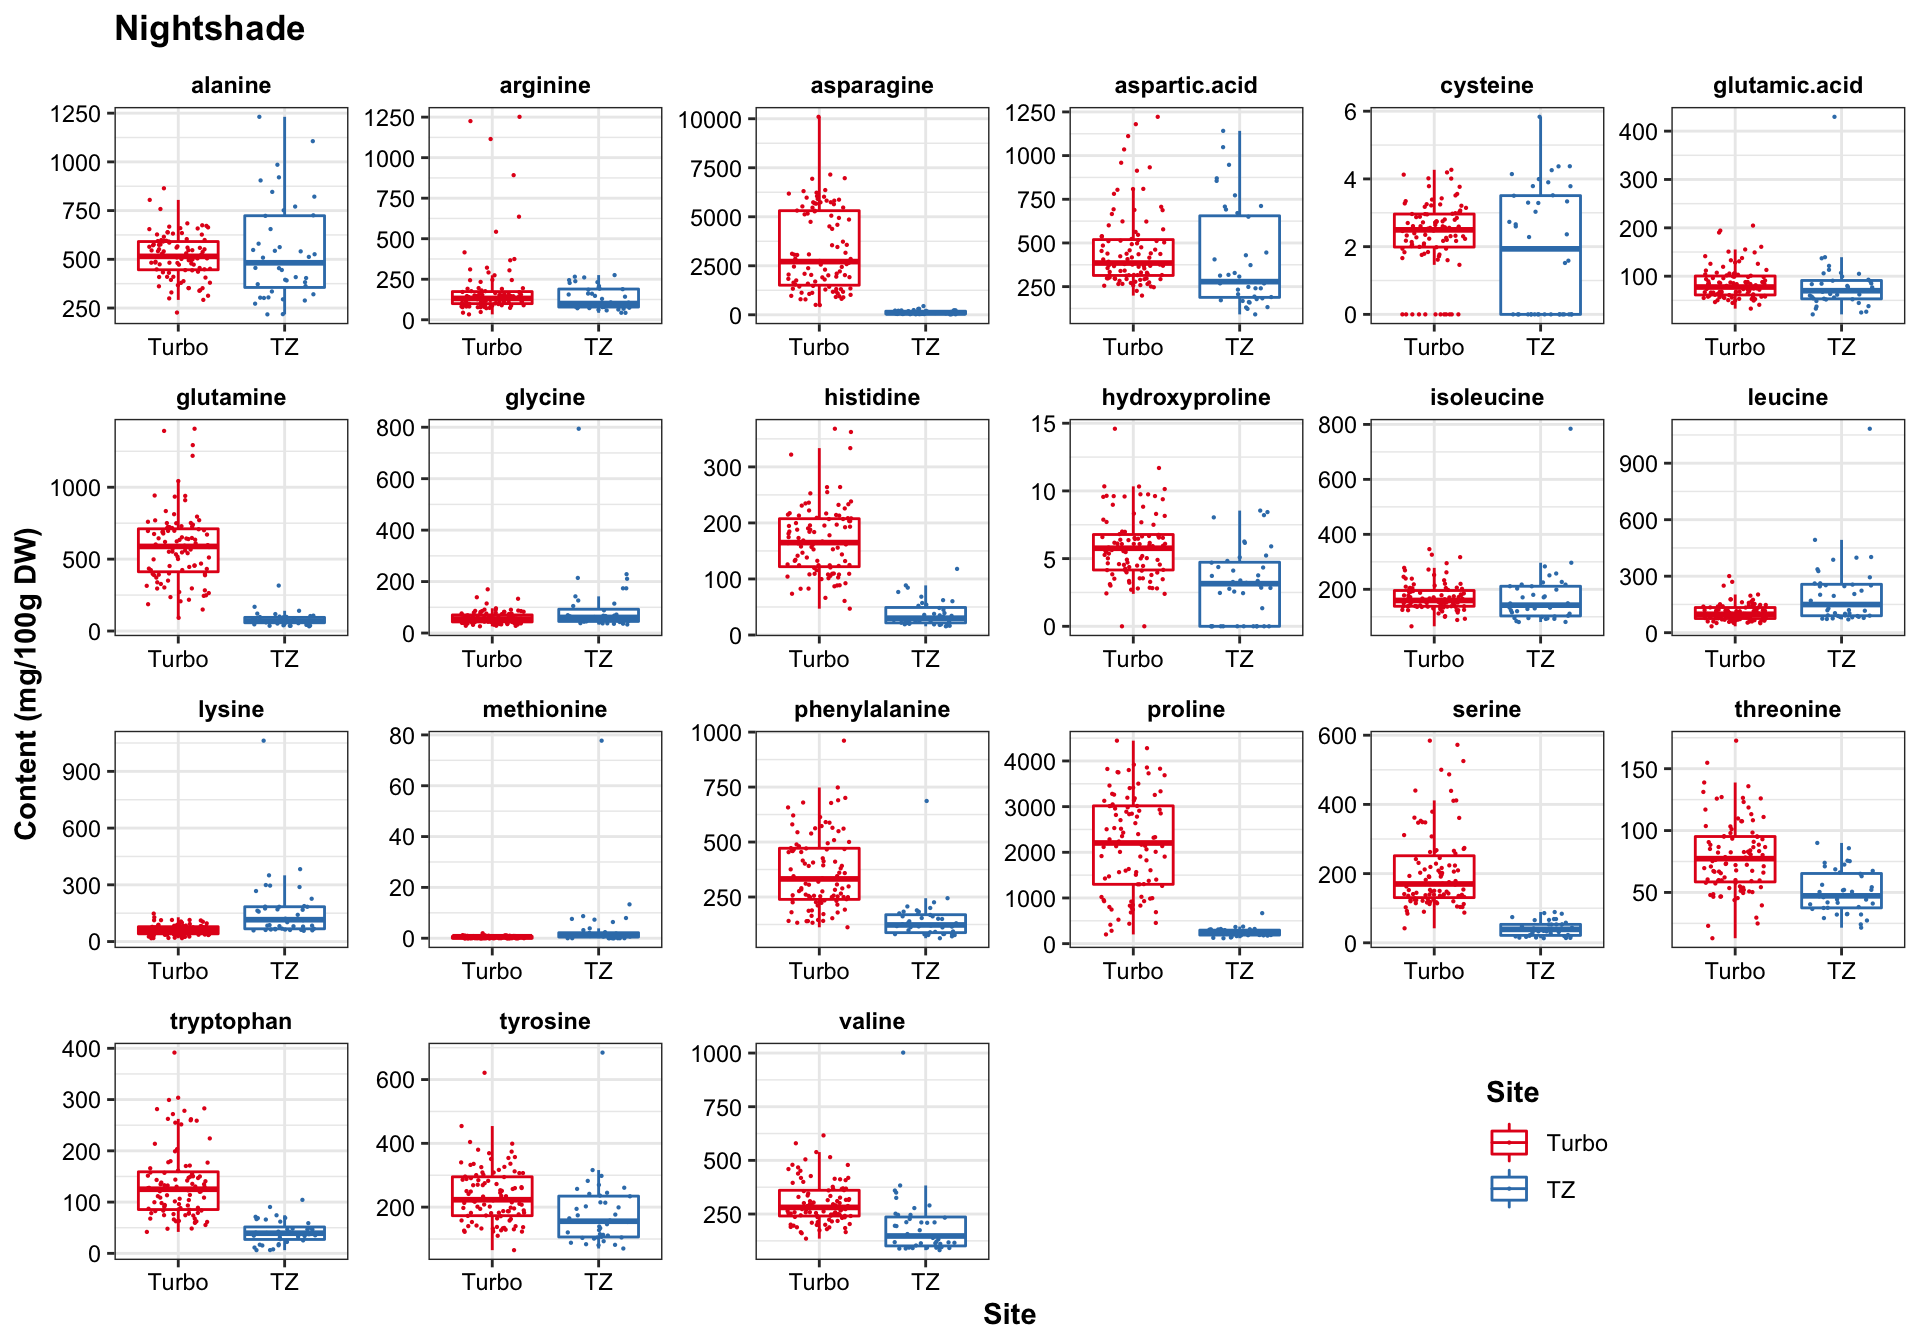 Nightshade
alanine arginine asparagine aspartic.acid cysteine glutamic.acid
1250 1000 750 500 250
1250 1000 750 500 250 0
10000 7500 5000 2500 0
1250 1000 750 500 250
6 4 2 0
400 300 200 100
Turbo TZ Turbo TZ Turbo TZ Turbo TZ Turbo TZ Turbo TZ
glutamine glycine histidine hydroxyproline isoleucine leucine
1000 500 0
800 600 400 200 0
300 200 100 0
15 10 5 0
800 600 400 200
900 600 300 0
Turbo TZ Turbo TZ Turbo TZ Turbo TZ Turbo TZ Turbo TZ
Content (mg/100g DW)
lysine methionine phenylalanine proline serine threonine
900 600 300 0
80 60 40 20 0
1000 750 500 250
4000 3000 2000 1000 0
600 400 200 0
150 100 50
Turbo TZ Turbo TZ Turbo TZ Turbo TZ Turbo TZ Turbo TZ
tryptophan tyrosine valine
400 300 200 100 0
600 400 200
1000 750 500 250
Turbo TZ Turbo TZ Turbo TZ
Site
Site
Turbo
TZ